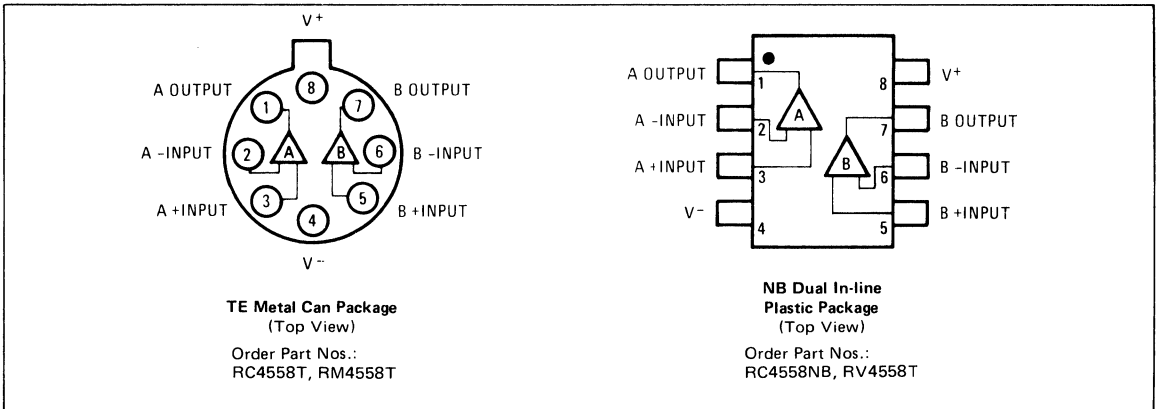 V+
A OUTPUT
B OUTPUT
8
1
7
A -INPUT
2
A
B
6
B -INPUT
3
5
A +INPUT
4
B +INPUT
V-
TE Metal Can Package
(Top View)
Order Part Nos.:
RC4558T, RM4558T
A OUTPUT
1
8
V+
A -INPUT
2
A
7
B OUTPUT
A +INPUT
3
B
6
B -INPUT
V-
4
5
B +INPUT
NB Dual In-line
Plastic Package
(Top View)
Order Part Nos.:
RC4558NB, RV4558T